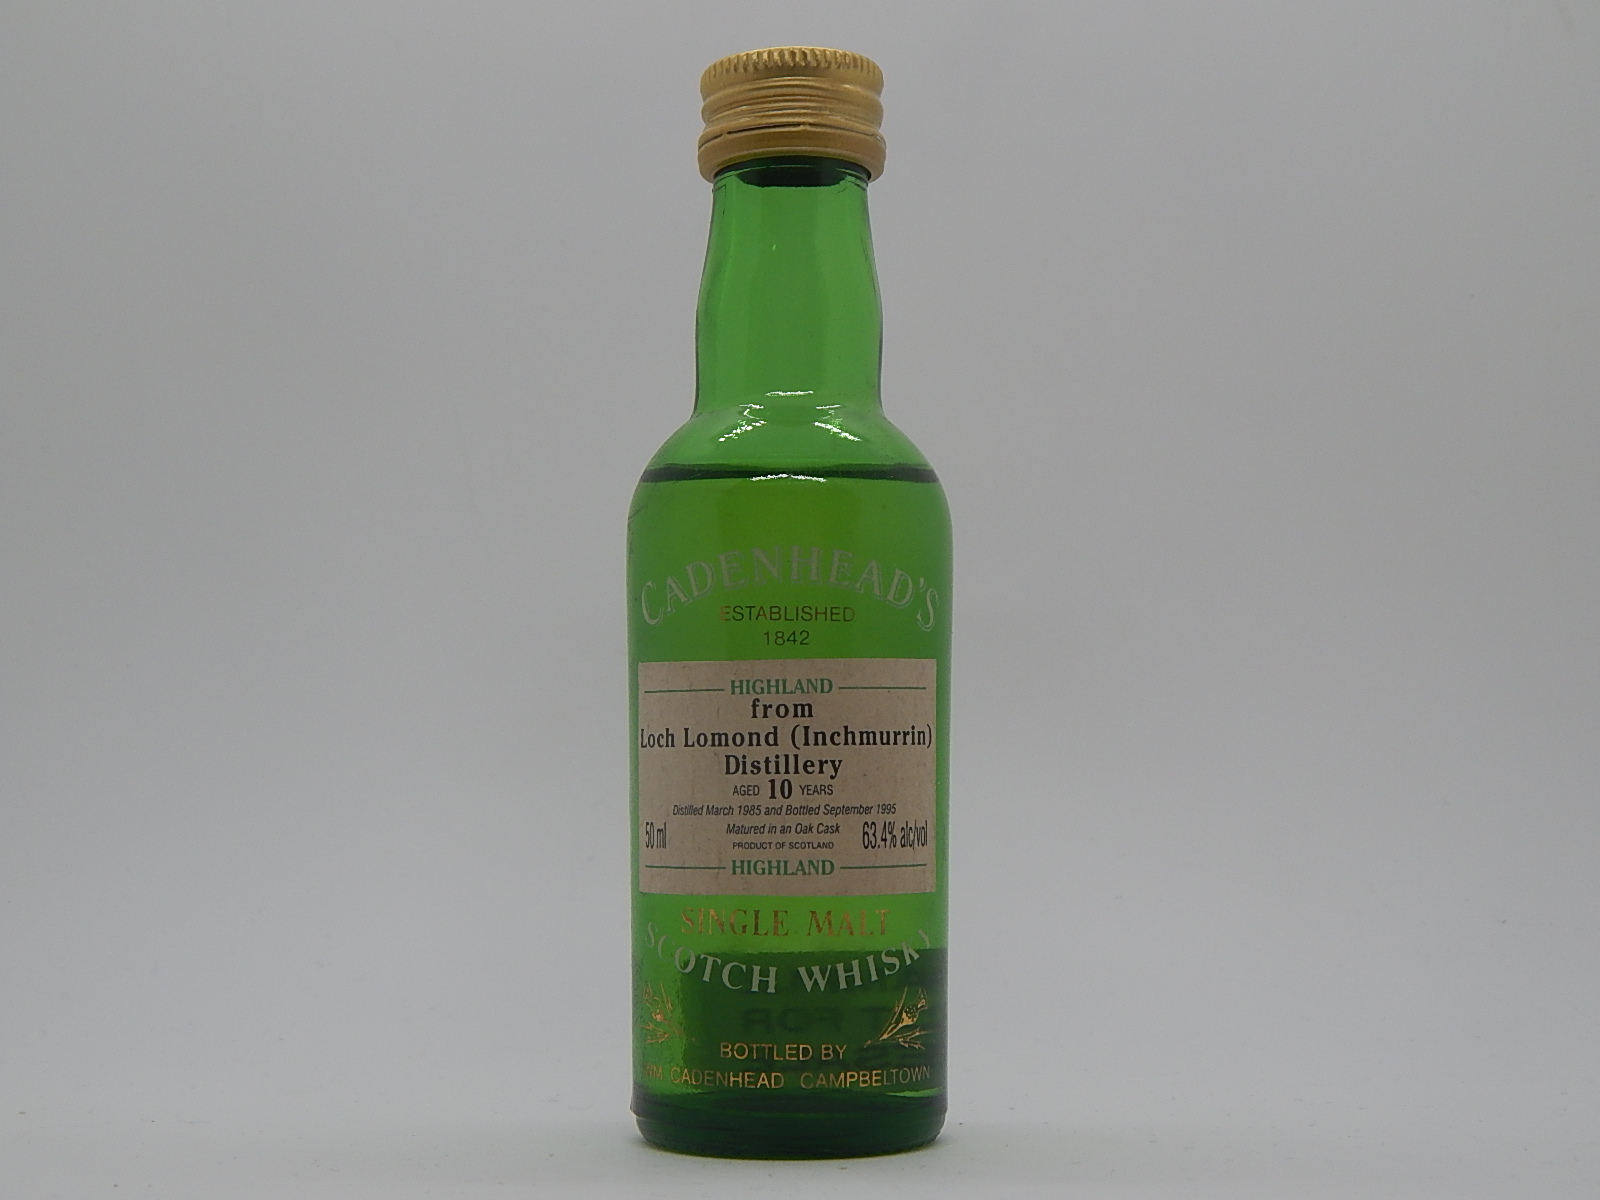 CADENHEAD'S
ESTABLISHED
1842
HIGHLAND
from
Loch Lomond (Inchmurrin)
Distillery
AGED 10 YEARS
Distilled March 1985 and Bottled September 1995
50 ml Matured in an Oak Cask 63.4% alc/vol
PRODUCT OF SCOTLAND
HIGHLAND
SINGLE MALT
SCOTCH WHISKY
BOTTLED BY
WM CADENHEAD CAMPBELTOWN
FOR